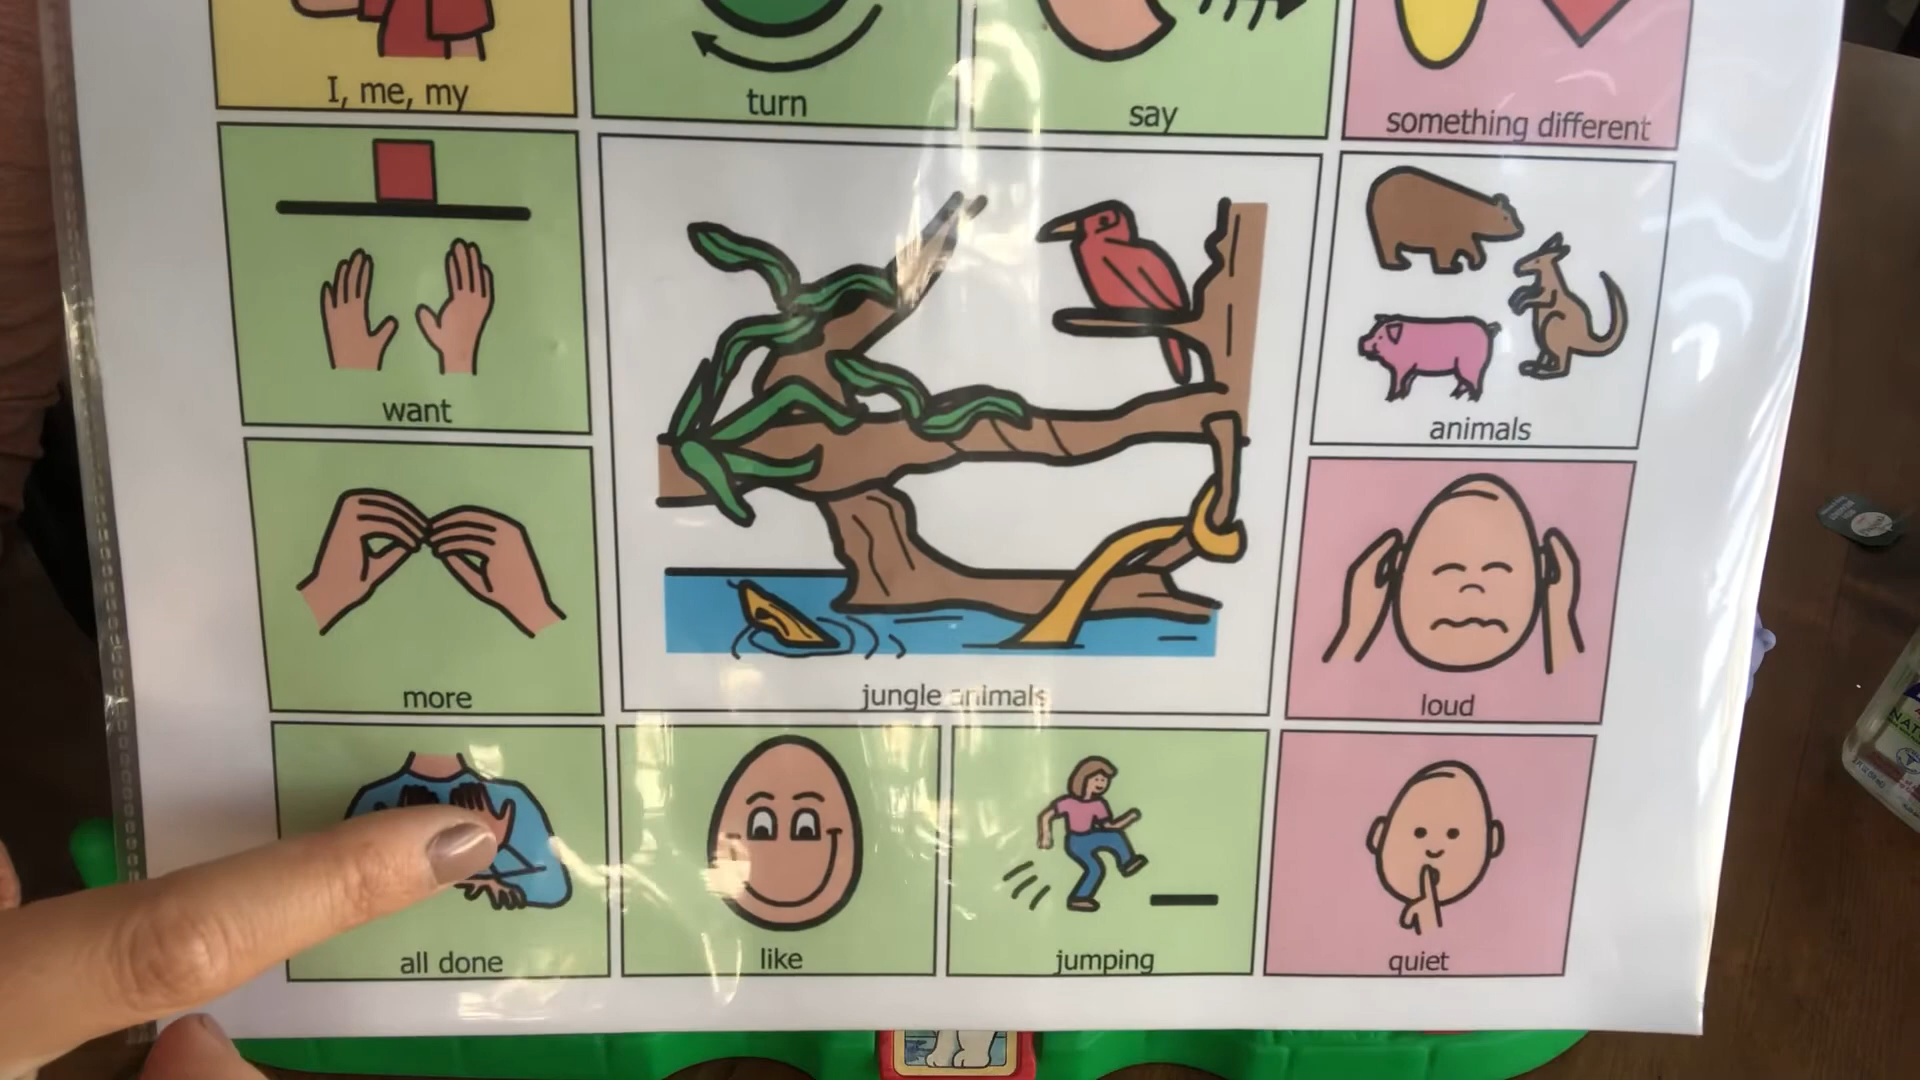 I, me, my
turn
say
something different
want
animals
more
jungle animals
loud
all done
like
jumping
quiet